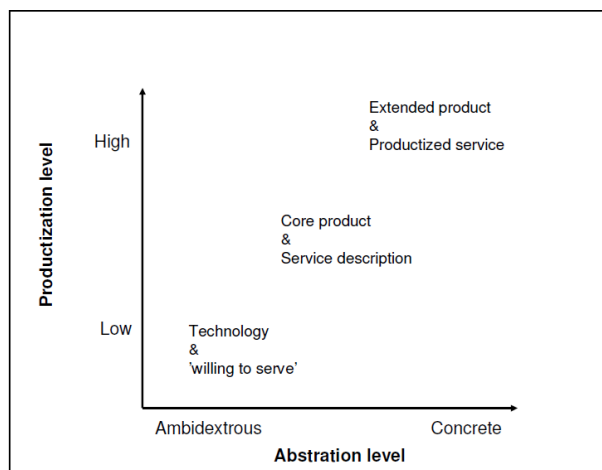 Extended product
&
Productized service
High
Productization level
Core product
&
Service description
Low
Technology
&
'willing to serve'
Ambidextrous
Concrete
Abstration level